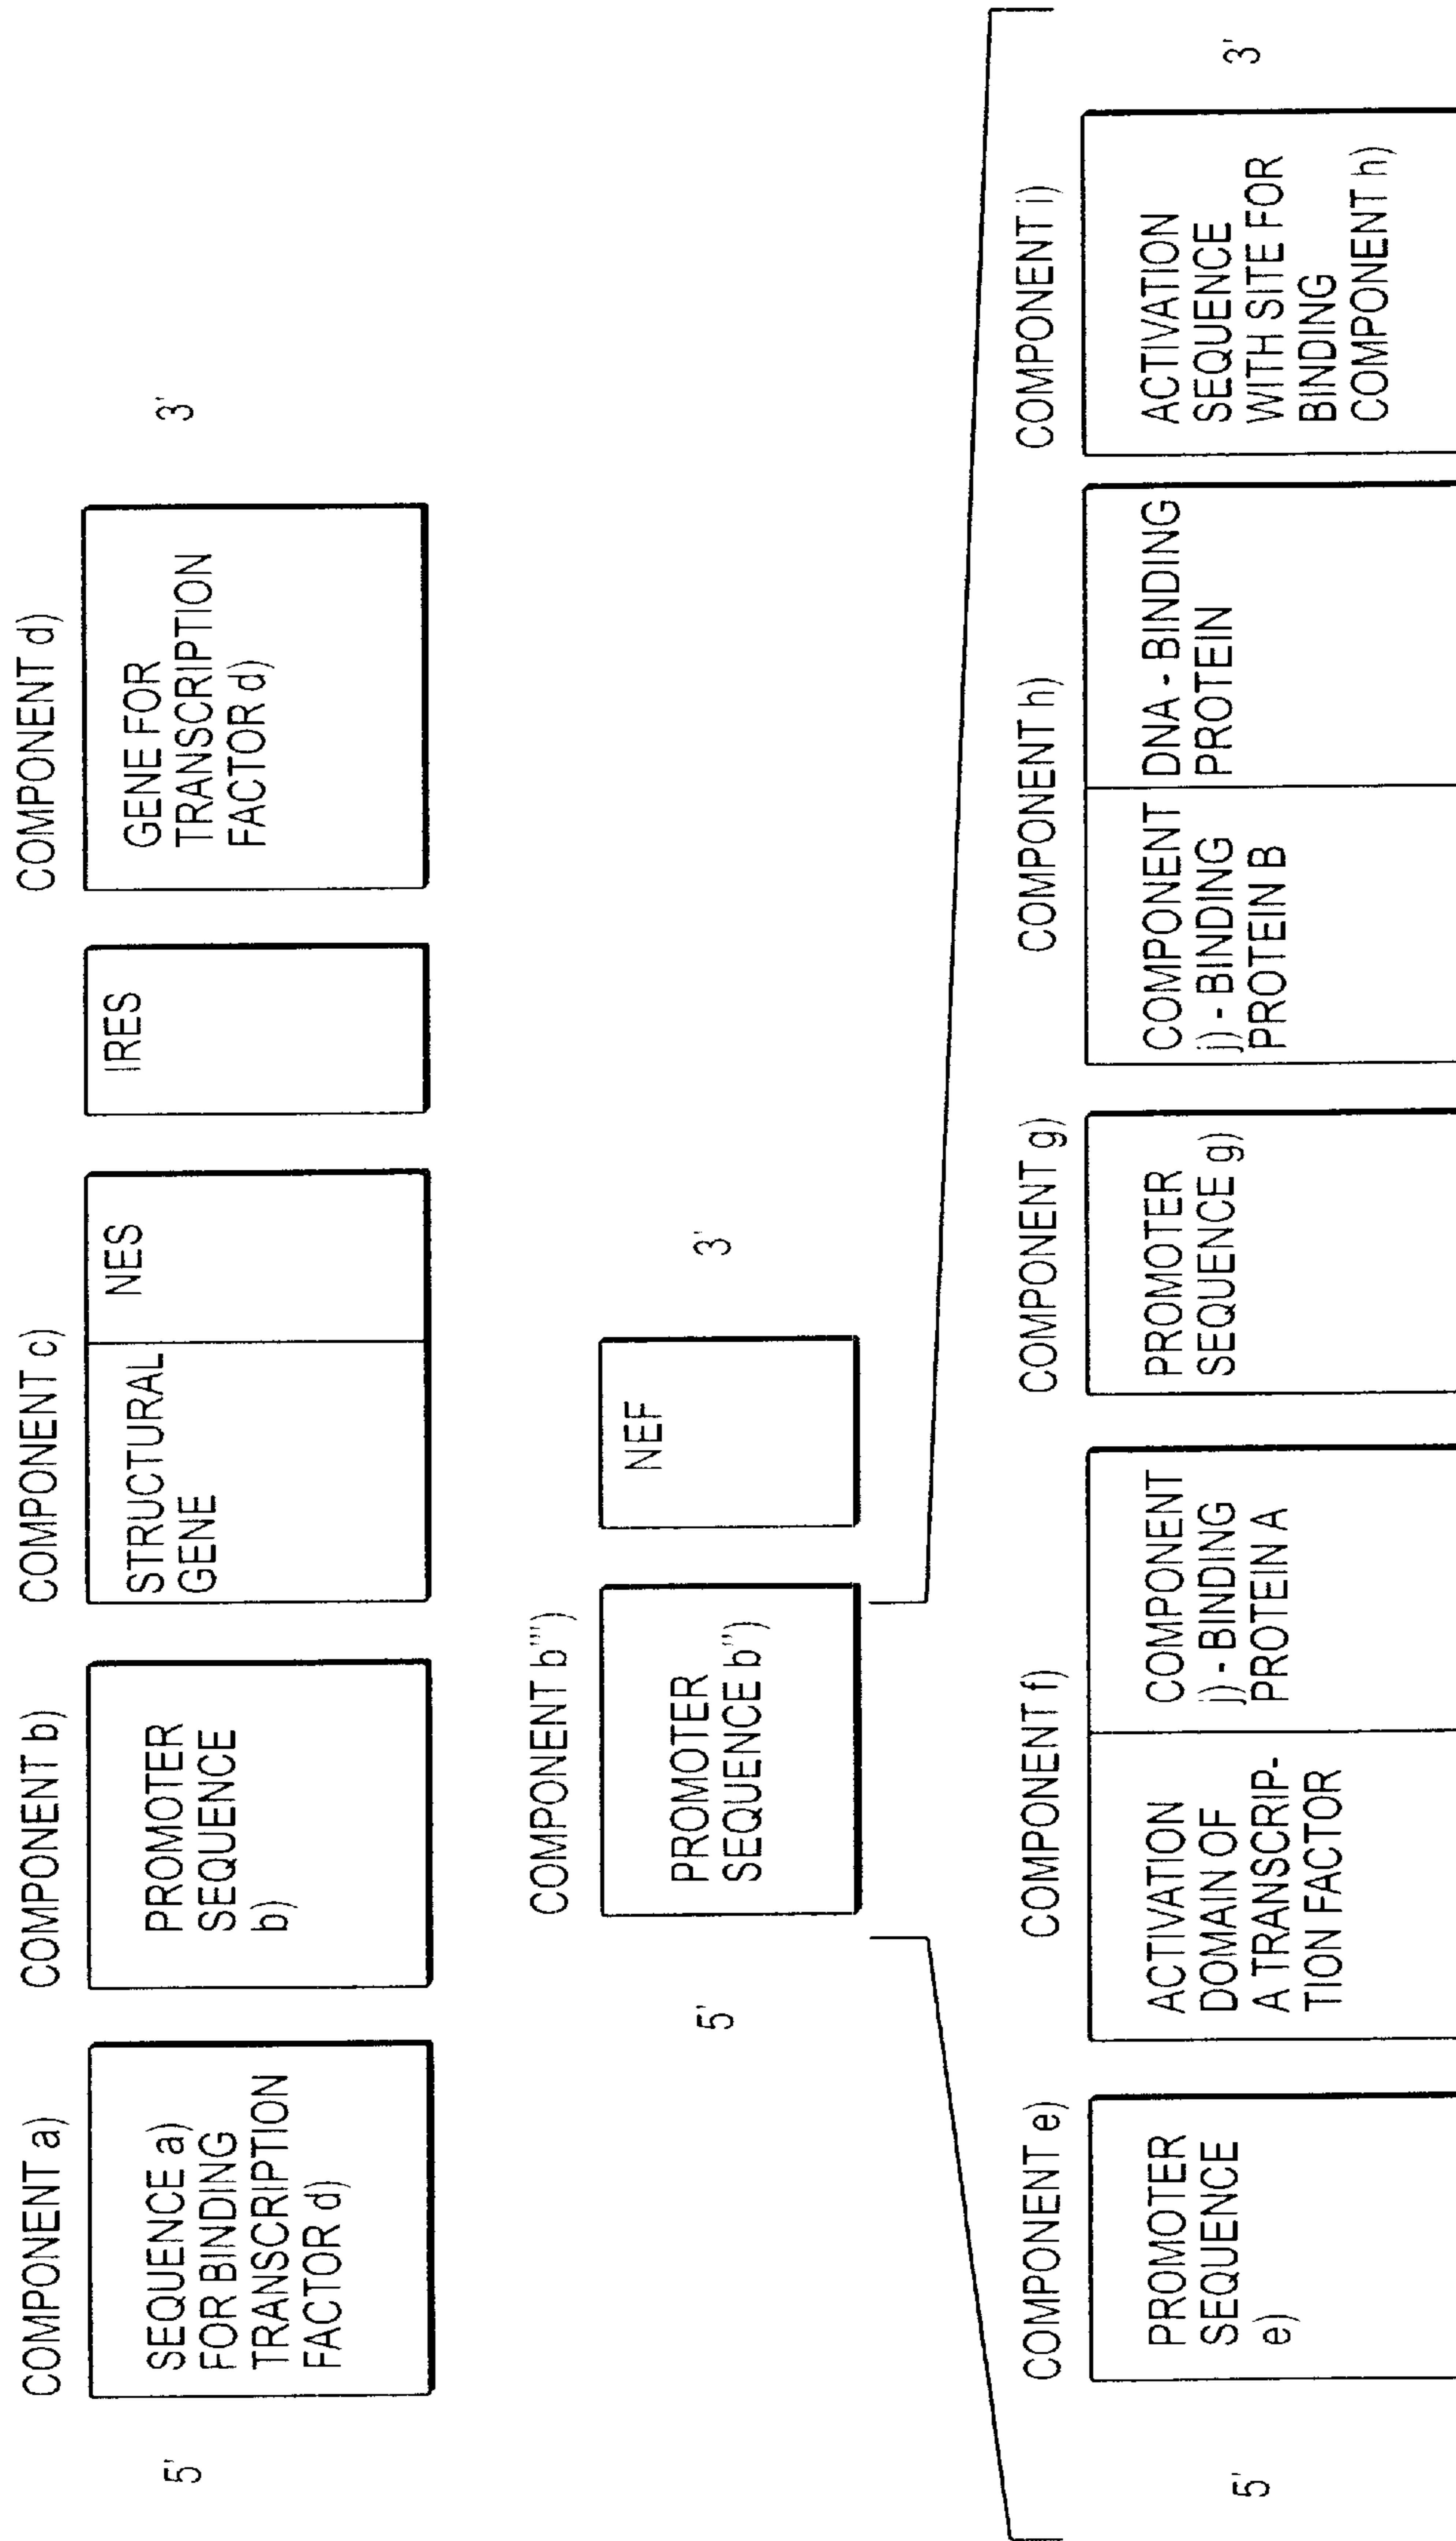 COMPONENT a)
COMPONENT b)
COMPONENT c)
COMPONENT d)
5'
SEQUENCE a)
FOR BINDING
TRANSCRIPTION
FACTOR d)
PROMOTER
SEQUENCE
b)
STRUCTURAL
GENE
NES
IRES
GENE FOR
TRANSCRIPTION
FACTOR d)
3'
COMPONENT b''')
5'
PROMOTER
SEQUENCE b'')
NEF
3'
COMPONENT e)
COMPONENT f)
COMPONENT g)
COMPONENT h)
COMPONENT i)
5'
PROMOTER
SEQUENCE
e)
ACTIVATION
DOMAIN OF
A TRANSCRIP-
TION FACTOR
COMPONENT
j) - BINDING
PROTEIN A
PROMOTER
SEQUENCE g)
COMPONENT
j) - BINDING
PROTEIN B
DNA - BINDING
PROTEIN
ACTIVATION
SEQUENCE
WITH SITE FOR
BINDING
COMPONENT h)
3'